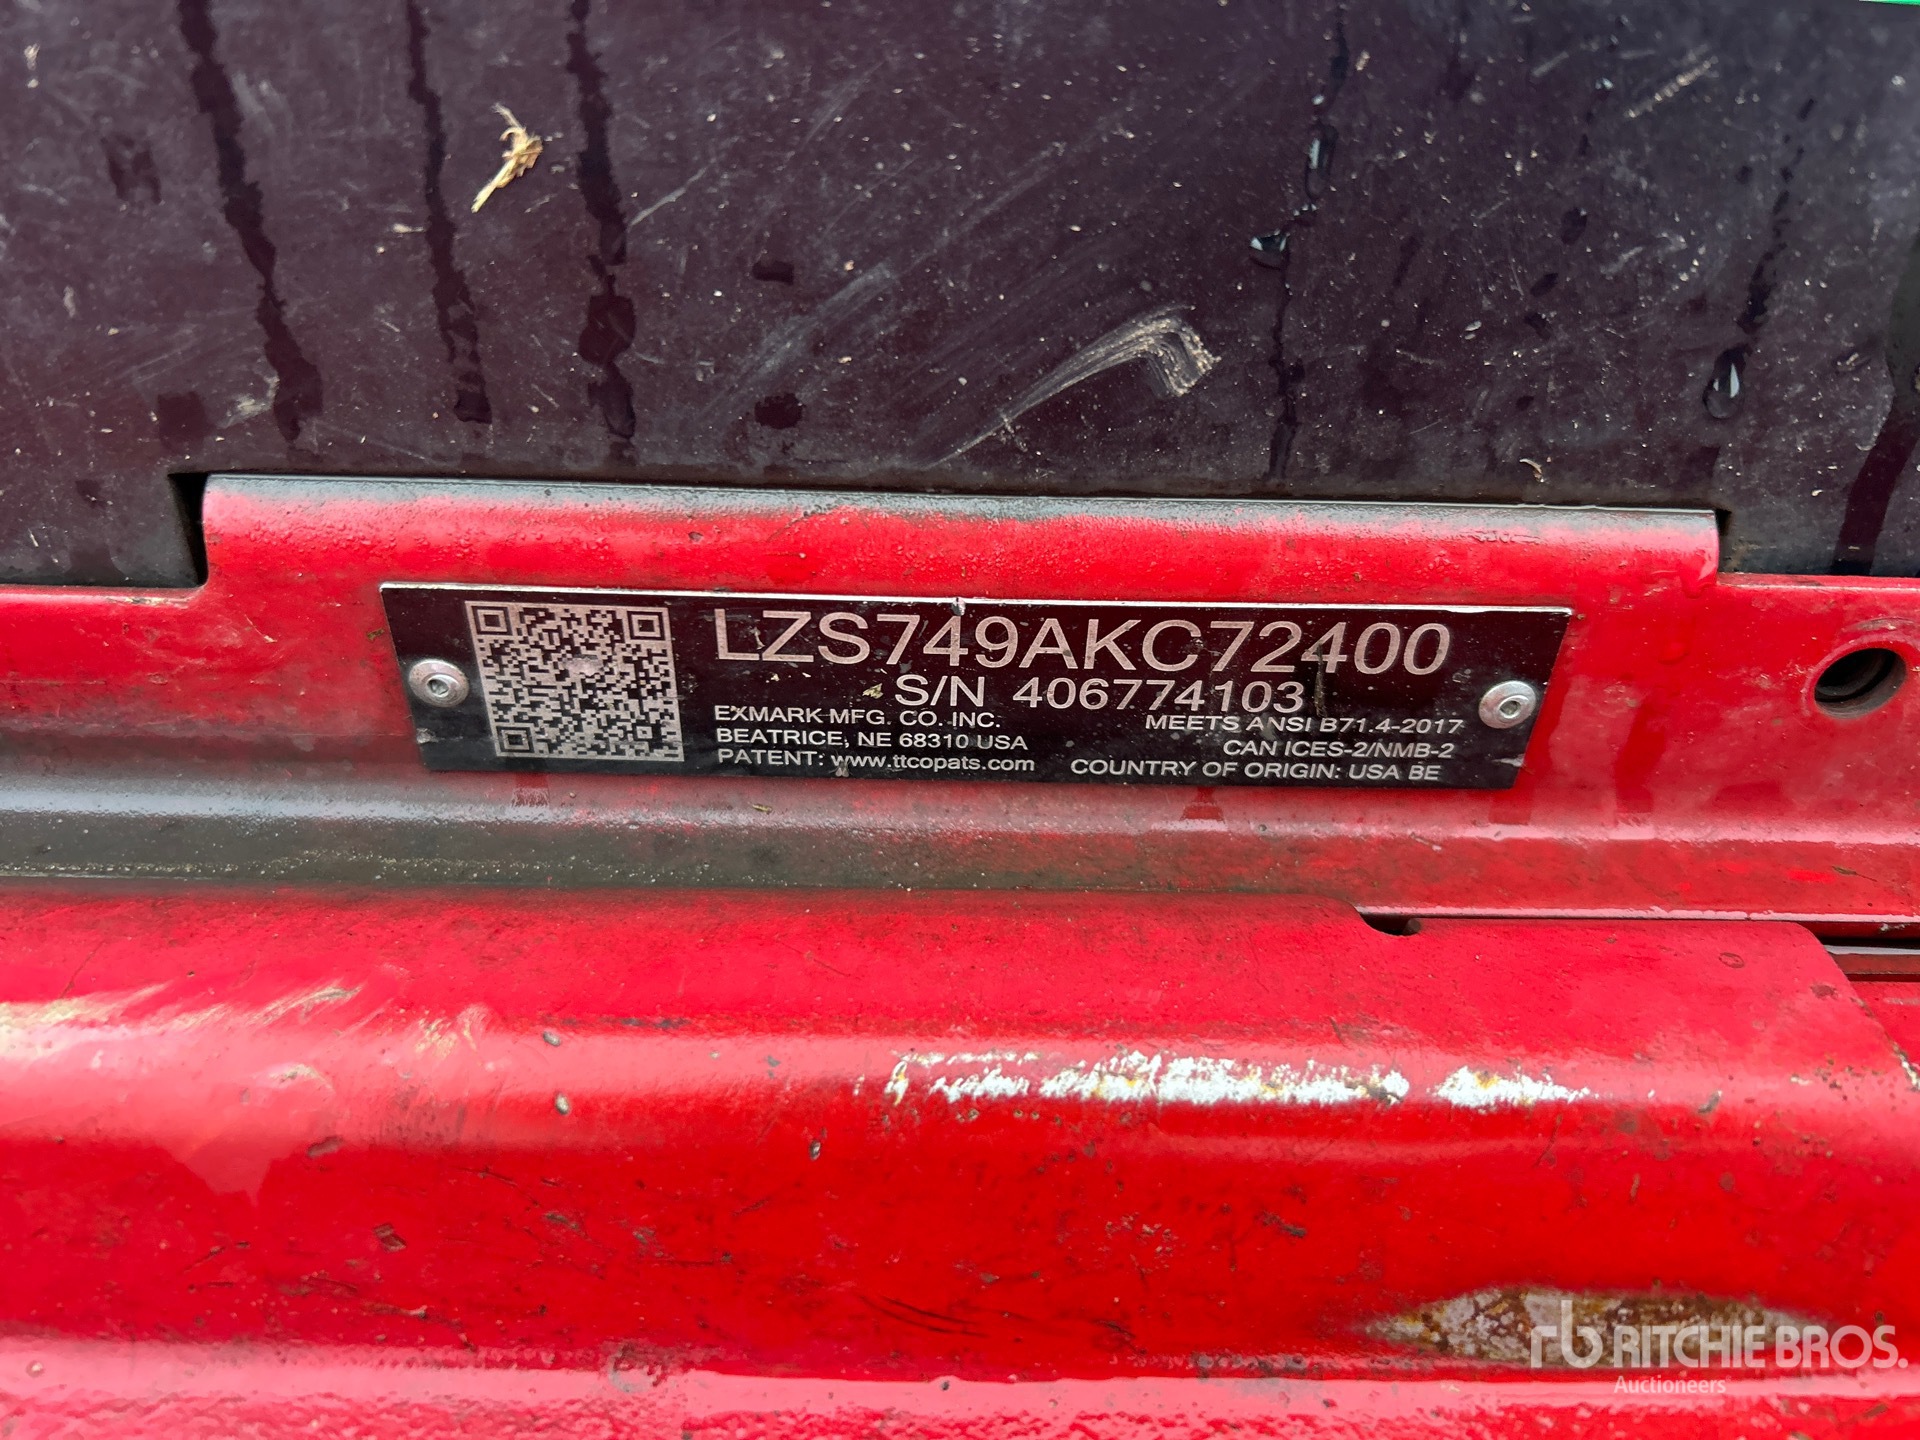 LZS749AKC72400
S/N 406774103
EXMARK MFG. CO. INC.
BEATRICE, NE 68310 USA
PATENT: www.ttcopats.com
MEETS ANSI B71.4-2017
CAN ICES-2/NMB-2
COUNTRY OF ORIGIN: USA BE
rb RITCHIE BROS.
Auctioneers